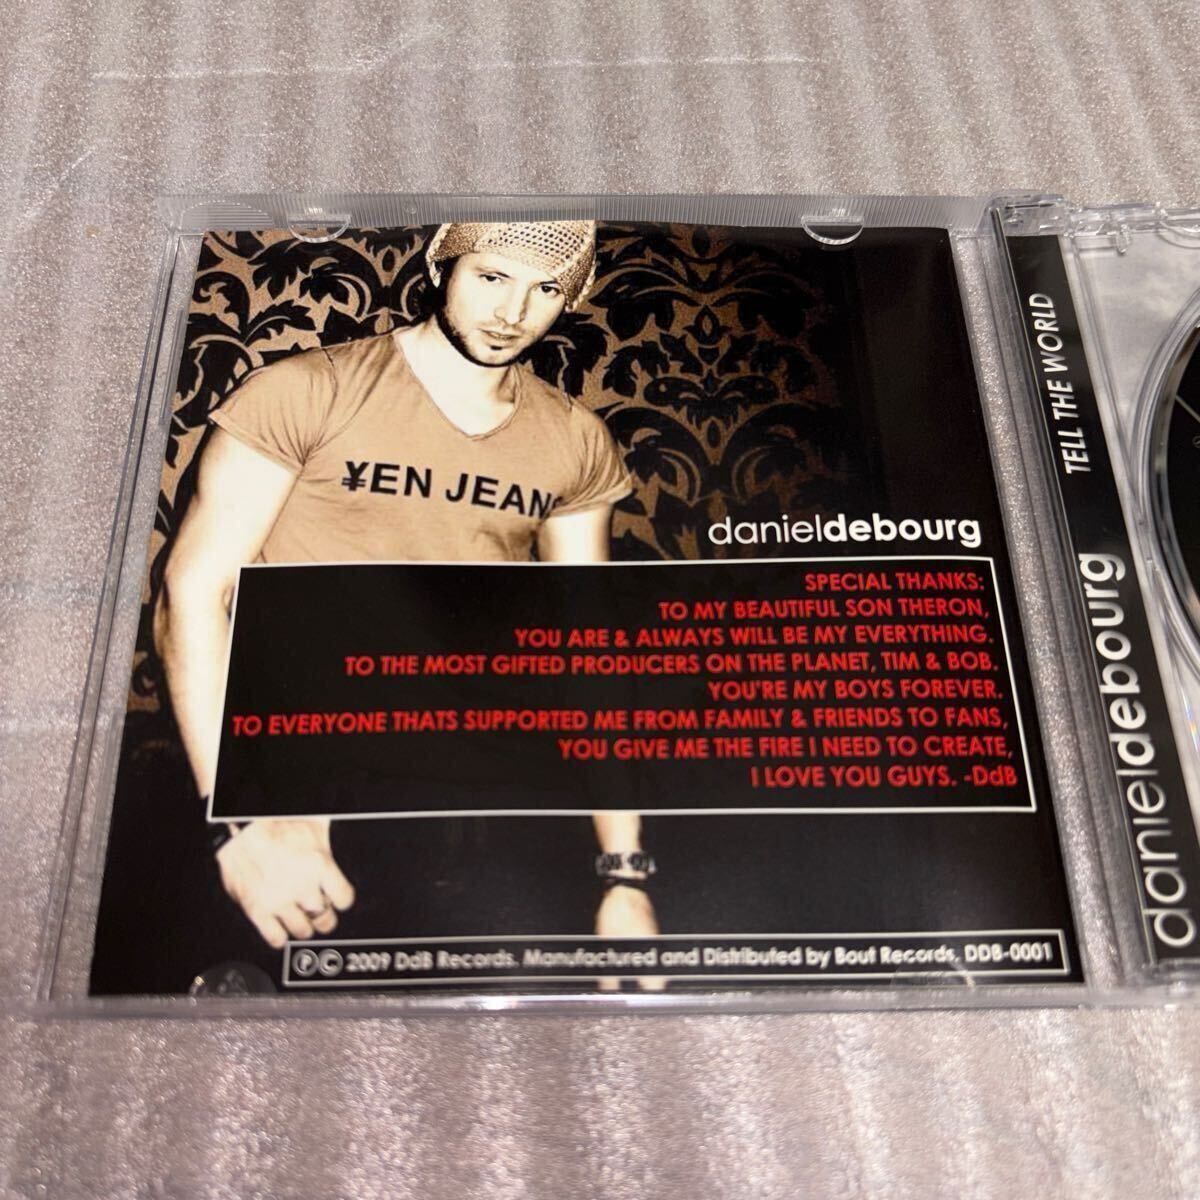 ¥EN JEANS
danieldebourg
SPECIAL THANKS:
TO MY BEAUTIFUL SON THERON,
YOU ARE & ALWAYS WILL BE MY EVERYTHING.
TO THE MOST GIFTED PRODUCERS ON THE PLANET, TIM & BOB.
YOU'RE MY BOYS FOREVER.
TO EVERYONE THATS SUPPORTED ME FROM FAMILY & FRIENDS TO FANS,
YOU GIVE ME THE FIRE I NEED TO CREATE,
I LOVE YOU GUYS. -DdB
℗© 2009 DdB Records. Manufactured and Distributed by Bout Records, DDB-0001
danieldebourg
TELL THE WORLD